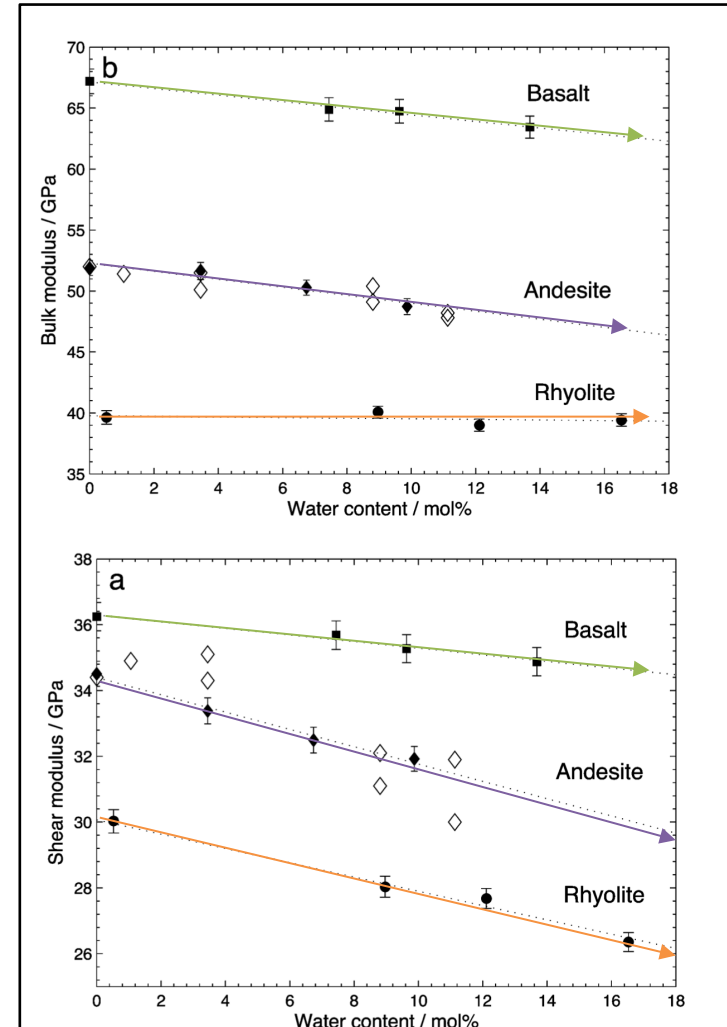 b
70
65
60
55
50
45
40
35
Bulk modulus / GPa
Basalt
Andesite
Rhyolite
0 2 4 6 8 10 12 14 16 18
Water content / mol%
a
38
36
34
32
30
28
26
Shear modulus / GPa
Basalt
Andesite
Rhyolite
0 2 4 6 8 10 12 14 16 18
Water content / mol%